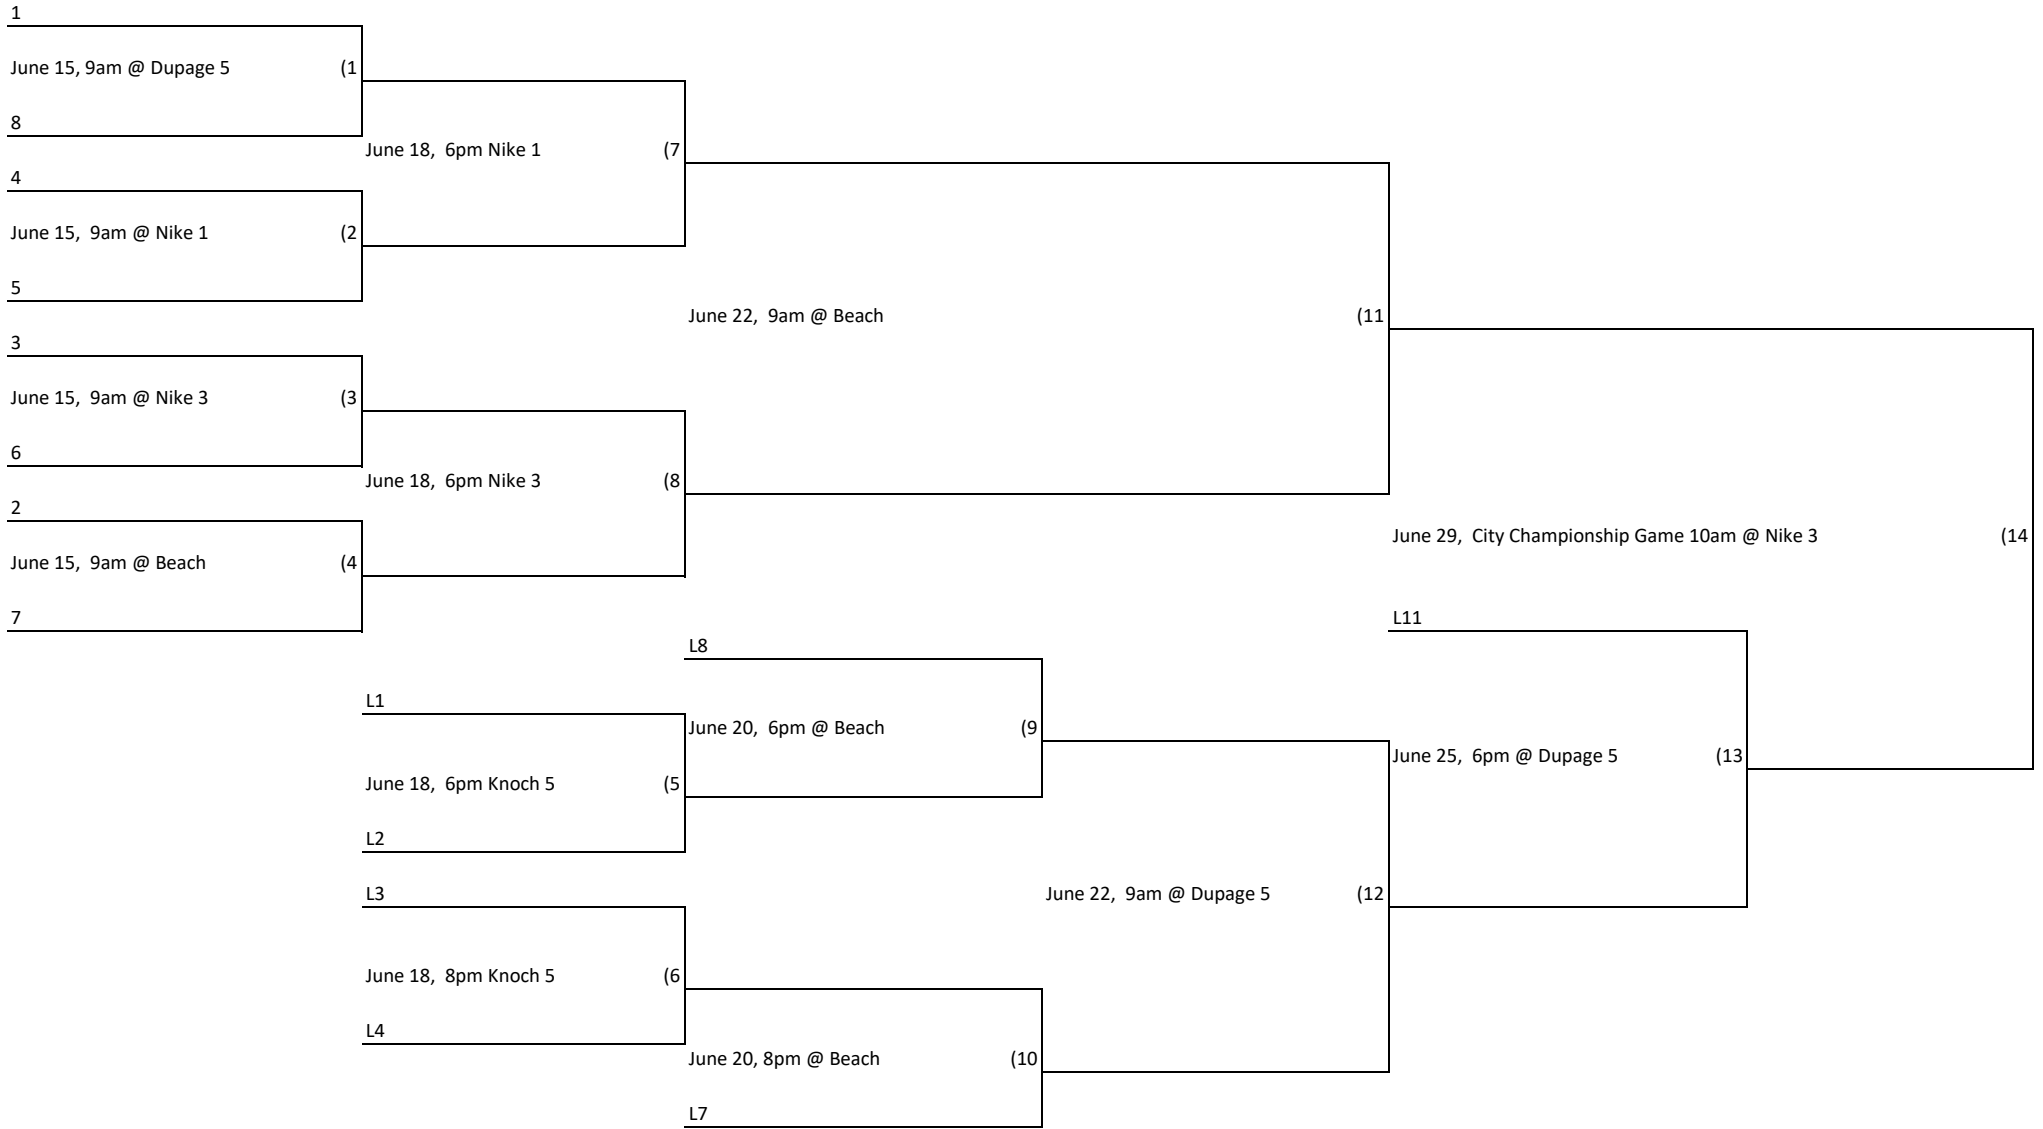 1
June 15, 9am @ Dupage 5 (1
8
June 18,  6pm Nike 1 (7
4
June 15,  9am @ Nike 1 (2
5
June 22,  9am @ Beach (11
3
June 15,  9am @ Nike 3 (3
6
June 18,  6pm Nike 3 (8
2
June 29,  City Championship Game 10am @ Nike 3 (14
June 15,  9am @ Beach (4
7
L11
L8
L1
June 20,  6pm @ Beach (9
June 25,  6pm @ Dupage 5 (13
June 18,  6pm Knoch 5 (5
L2
L3
June 22,  9am @ Dupage 5 (12
June 18,  8pm Knoch 5 (6
L4
June 20, 8pm @ Beach (10
L7